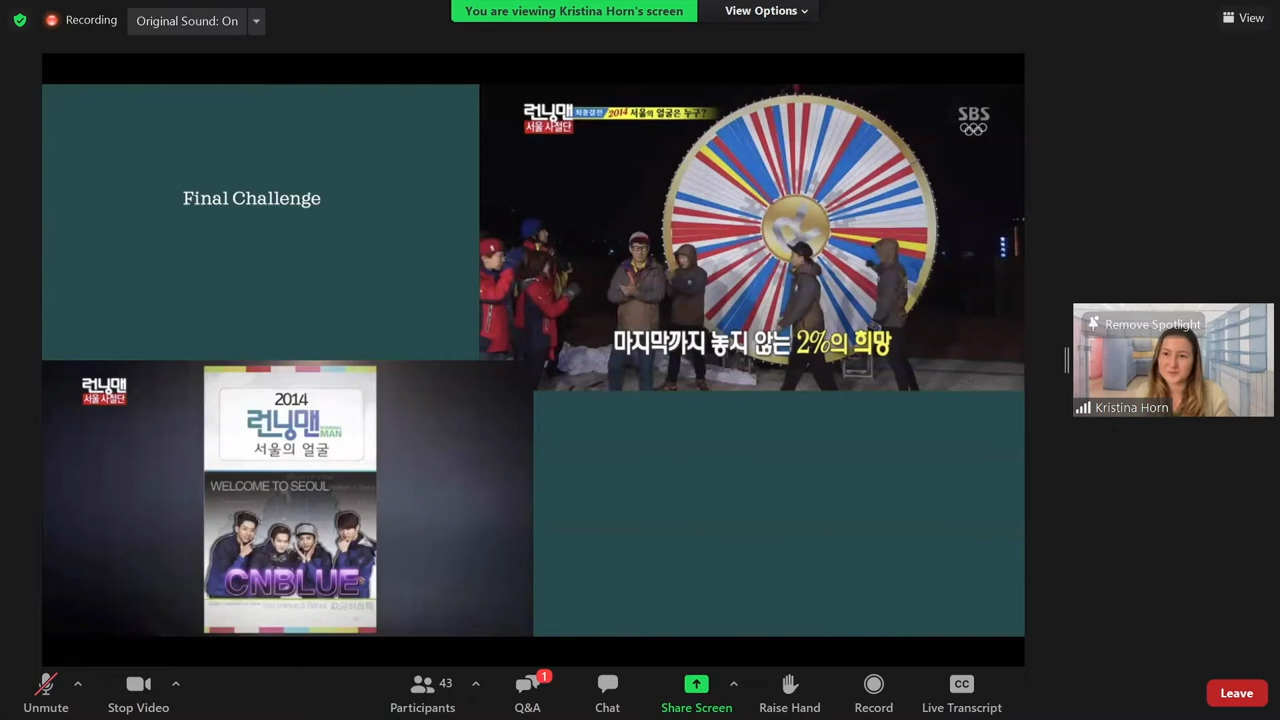 Recording
Original Sound: On
You are viewing Kristina Horn's screen
View Options
View
Final Challenge
런닝맨
서울 사절단
최종결전 2014 서울의 얼굴은 누구?
SBS
마지막까지 놓지 않는 2%의 희망
런닝맨
서울 사절단
2014
런닝맨
RUNNING MAN
서울의 얼굴
WELCOME TO SEOUL
CNBLUE
Remove Spotlight
Kristina Horn
Unmute
Stop Video
43
Participants
1
Q&A
Chat
Share Screen
Raise Hand
Record
CC
Live Transcript
Leave